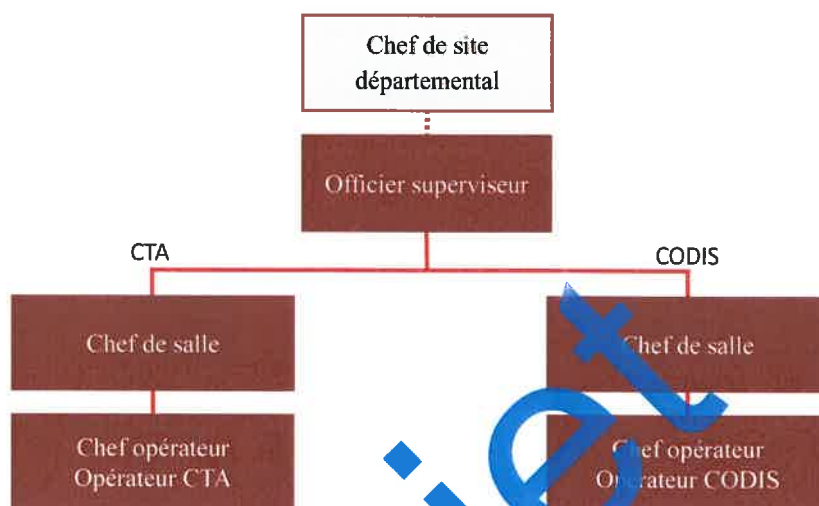 Chef de site
départemental
Officier superviseur
CTA
CODIS
Chef de salle
Chef de salle
Chef opérateur
Opérateur CTA
Chef opérateur
Opérateur CODIS